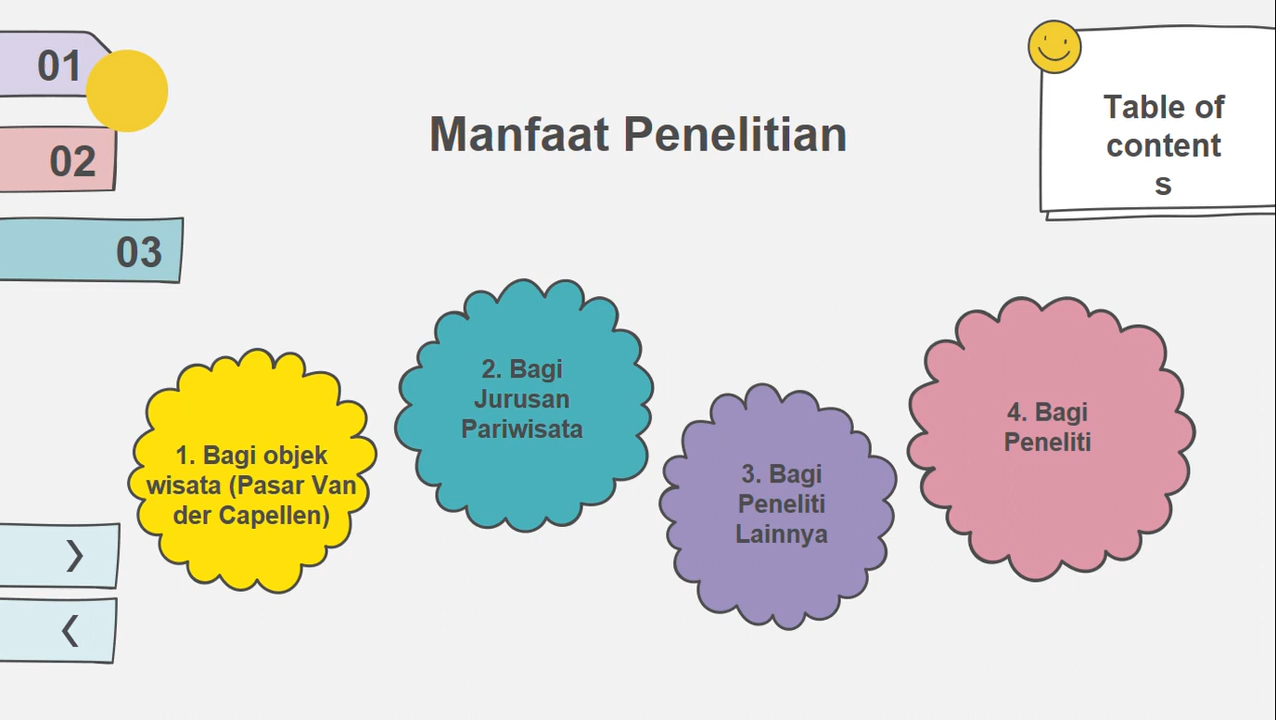 01
02
03
Manfaat Penelitian
Table of
content
s
1. Bagi objek
wisata (Pasar Van
der Capellen)
2. Bagi
Jurusan
Pariwisata
3. Bagi
Peneliti
Lainnya
4. Bagi
Peneliti